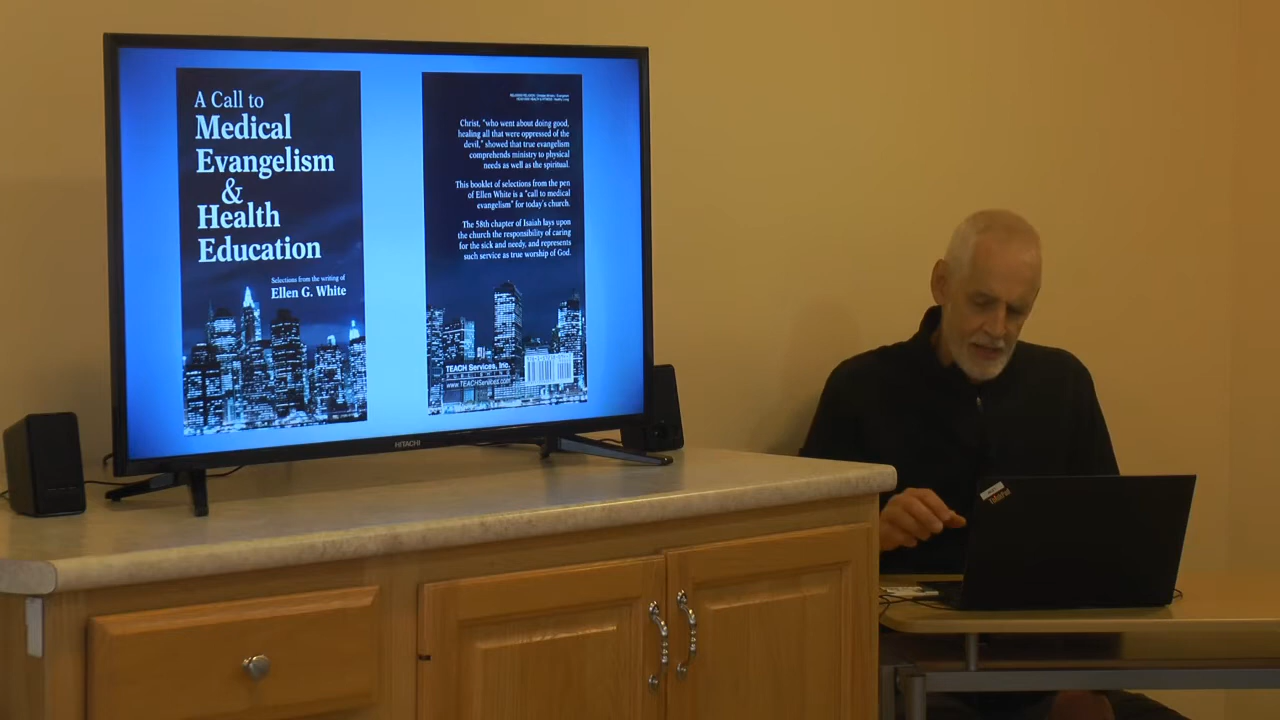 A Call to
Medical
Evangelism
&
Health
Education
Selections from the writing of
Ellen G. White
Christ, "who went about doing good,
healing all that were oppressed of the
devil," showed that true evangelism
comprehends ministry to physical
needs as well as the spiritual.
This booklet of selections from the pen
of Ellen White is a "call to medical
evangelism" for today's church.
The 58th chapter of Isaiah lays upon
the church the responsibility of caring
for the sick and needy, and represents
such service as true worship of God.
TEACH Services, Inc.
PUBLISHING
www.TEACHServices.com
HITACHI
ThinkPad